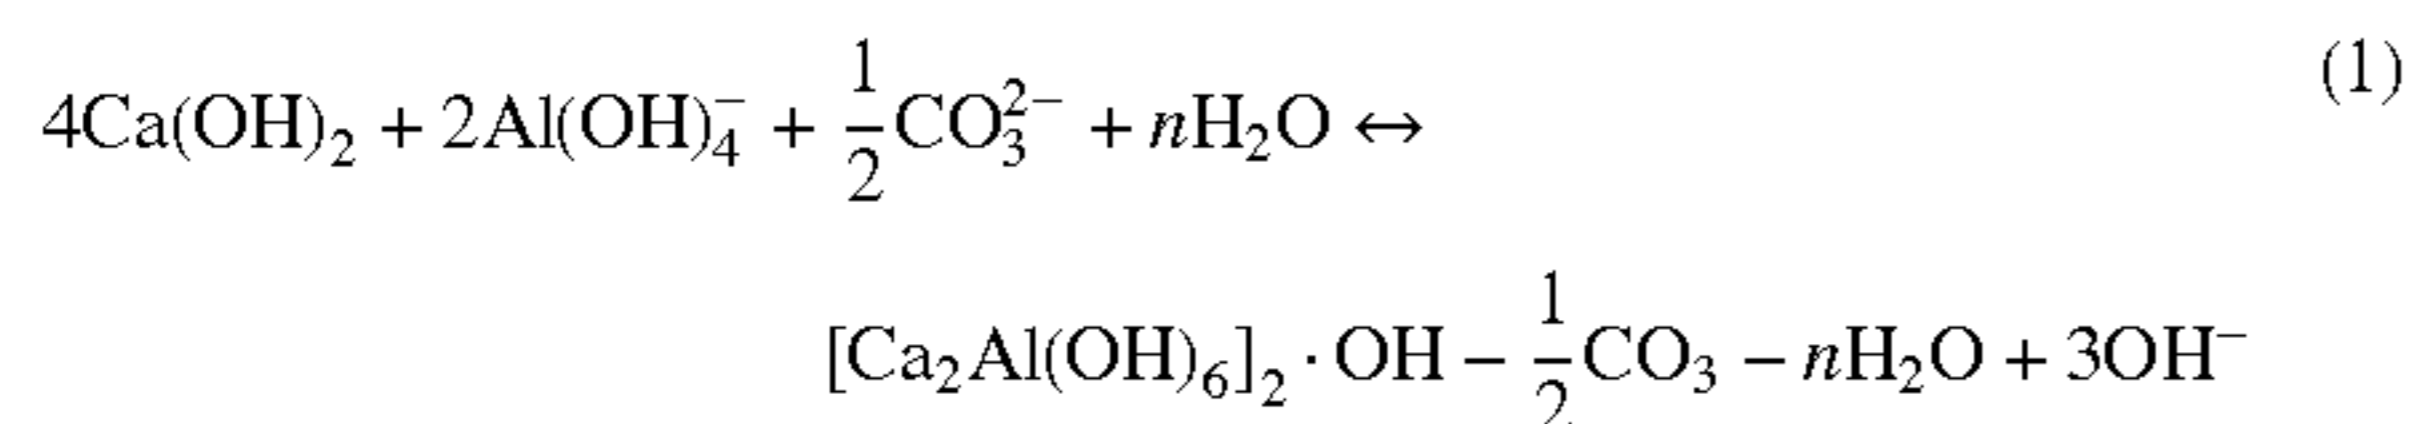 4Ca(OH)₂ + 2Al(OH)₄⁻ + ½CO₃²⁻ + nH₂O ↔ (1)
[Ca₂Al(OH)₆]₂ · OH − ½CO₃ − nH₂O + 3OH⁻